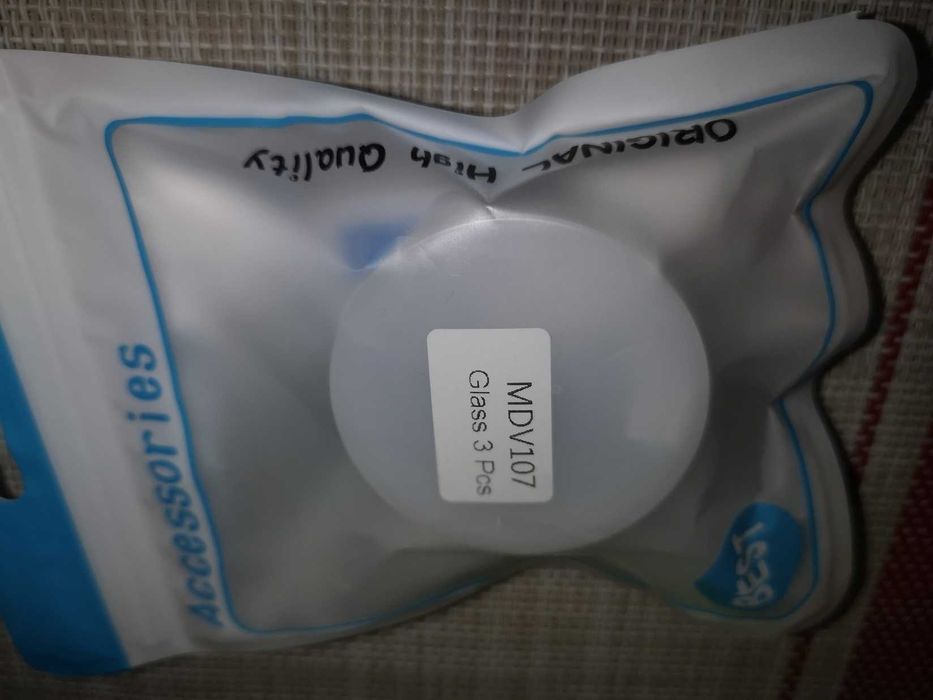 Accessories
ORIGINAL High Quality
MDV107
Glass 3 Pcs
BEST